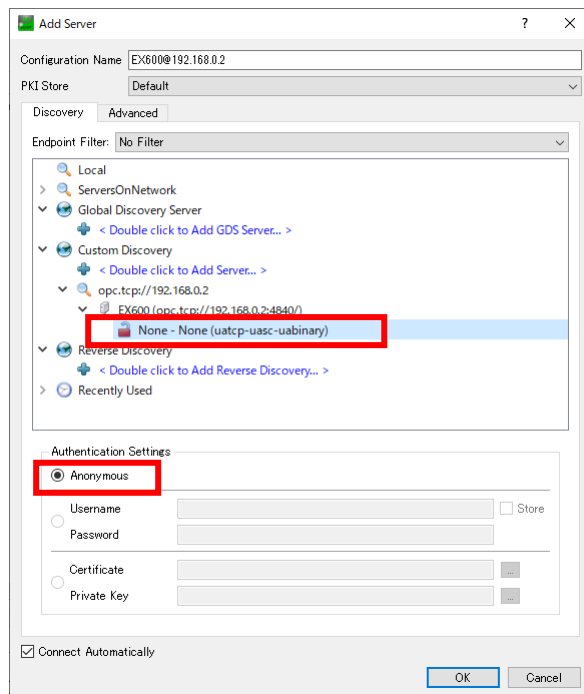 Add Server
Configuration Name EX600@192.168.0.2
PKI Store Default
Discovery Advanced
Endpoint Filter: No Filter
Local
ServersOnNetwork
Global Discovery Server
< Double click to Add GDS Server... >
Custom Discovery
< Double click to Add Server... >
opc.tcp://192.168.0.2
EX600 (opc.tcp://192.168.0.2:4840/)
None - None (uatcp-uasc-uabinary)
Reverse Discovery
< Double click to Add Reverse Discovery... >
Recently Used
Authentication Settings
Anonymous
Username Store
Password
Certificate ...
Private Key ...
Connect Automatically
OK Cancel